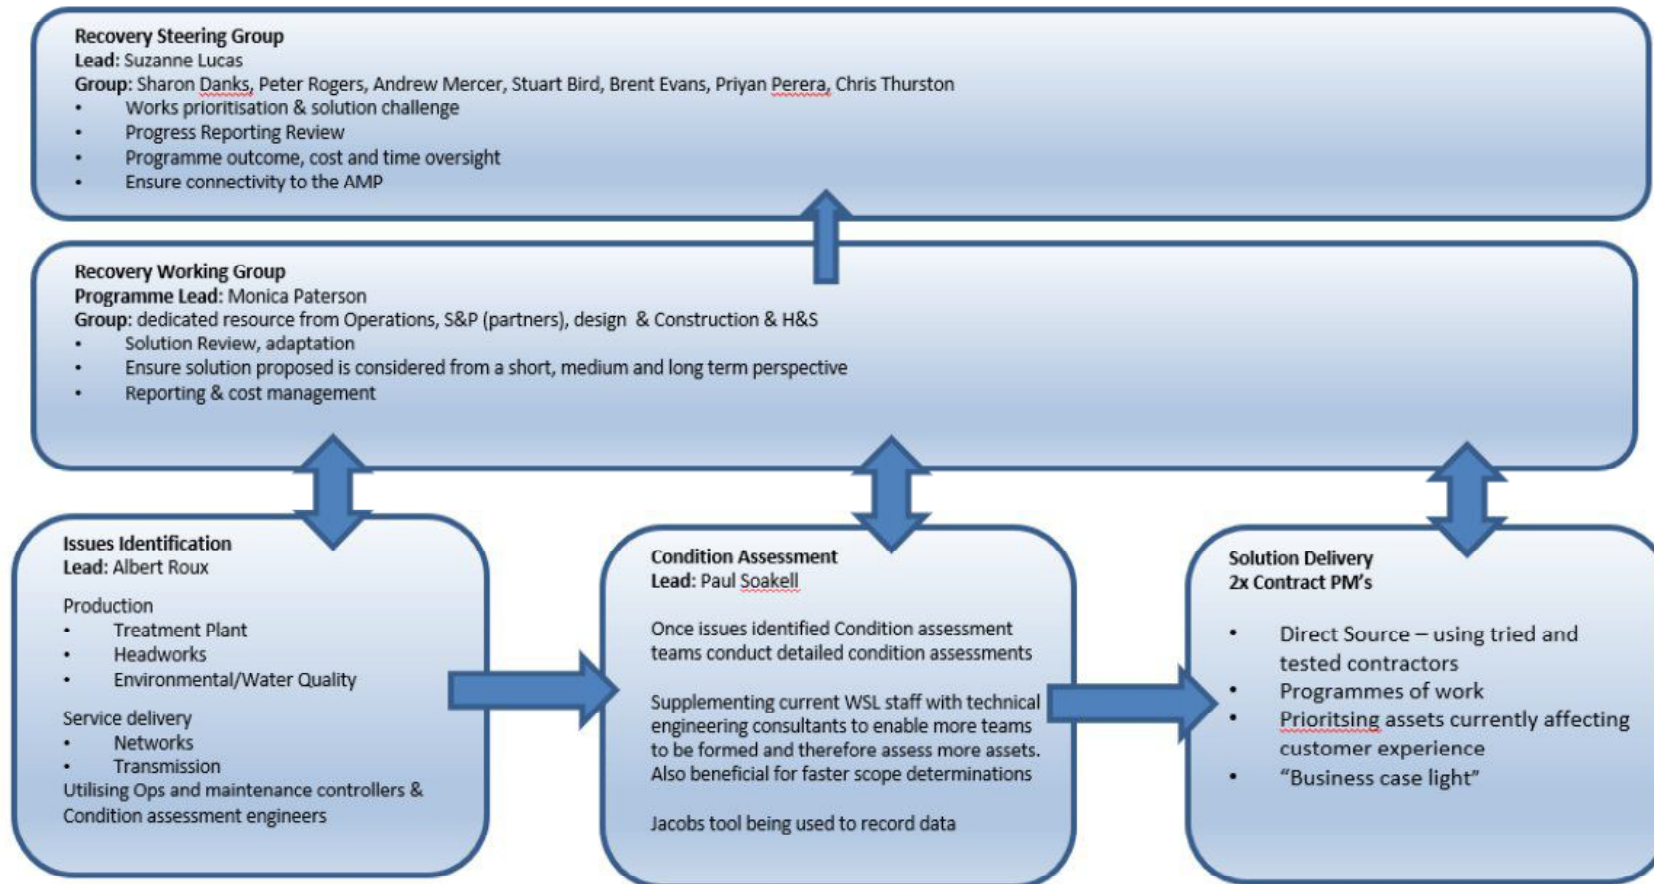 Recovery Steering Group
Lead: Suzanne Lucas
Group: Sharon Danks, Peter Rogers, Andrew Mercer, Stuart Bird, Brent Evans, Priyan Perera, Chris Thurston
• Works prioritisation & solution challenge
• Progress Reporting Review
• Programme outcome, cost and time oversight
• Ensure connectivity to the AMP
Recovery Working Group
Programme Lead: Monica Paterson
Group: dedicated resource from Operations, S&P (partners), design & Construction & H&S
• Solution Review, adaptation
• Ensure solution proposed is considered from a short, medium and long term perspective
• Reporting & cost management
Issues Identification
Lead: Albert Roux
Production
• Treatment Plant
• Headworks
• Environmental/Water Quality
Service delivery
• Networks
• Transmission
Utilising Ops and maintenance controllers &
Condition assessment engineers
Condition Assessment
Lead: Paul Soakell
Once issues identified Condition assessment
teams conduct detailed condition assessments
Supplementing current WSL staff with technical
engineering consultants to enable more teams
to be formed and therefore assess more assets.
Also beneficial for faster scope determinations
Jacobs tool being used to record data
Solution Delivery
2x Contract PM's
• Direct Source – using tried and
tested contractors
• Programmes of work
• Prioritsing assets currently affecting
customer experience
• “Business case light”